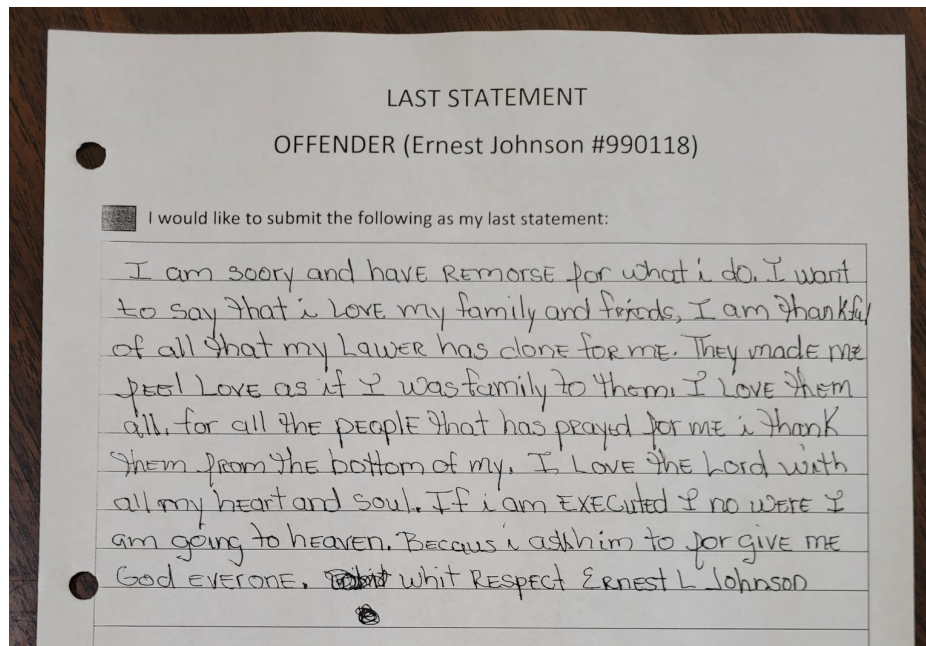 LAST STATEMENT
OFFENDER (Ernest Johnson #990118)
I would like to submit the following as my last statement:
I am soory and have REMORSE for what i do. I want
to say that i LOVE my family and friends, I am thankful
of all that my LAWER has done for me. They made me
feel LOVE as if I was family to them. I LOVE them
all. for all the PEOPLE that has prayed for me i thank
them from the bottom of my. I LOVE the Lord with
all my heart and soul. If i am EXECUTED I no WERE I
am going to heaven. Becaus i ask him to forgive me
God EVERONE. whit RESPECT ERNEST L Johnson